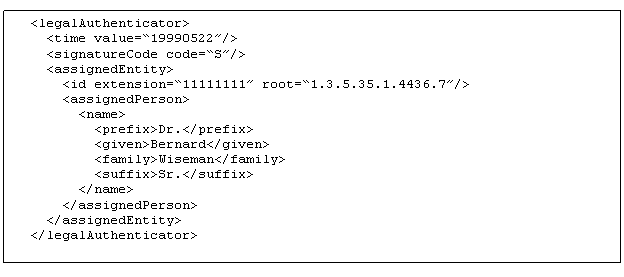 <legalAuthenticator>
<time value=“19990522”/>
<signatureCode code=“S”/>
<assignedEntity>
<id extension=“11111111” root=“1.3.5.35.1.4436.7”/>
<assignedPerson>
<name>
<prefix>Dr.</prefix>
<given>Bernard</given>
<family>Wiseman</family>
<suffix>Sr.</suffix>
</name>
</assignedPerson>
</assignedEntity>
</legalAuthenticator>